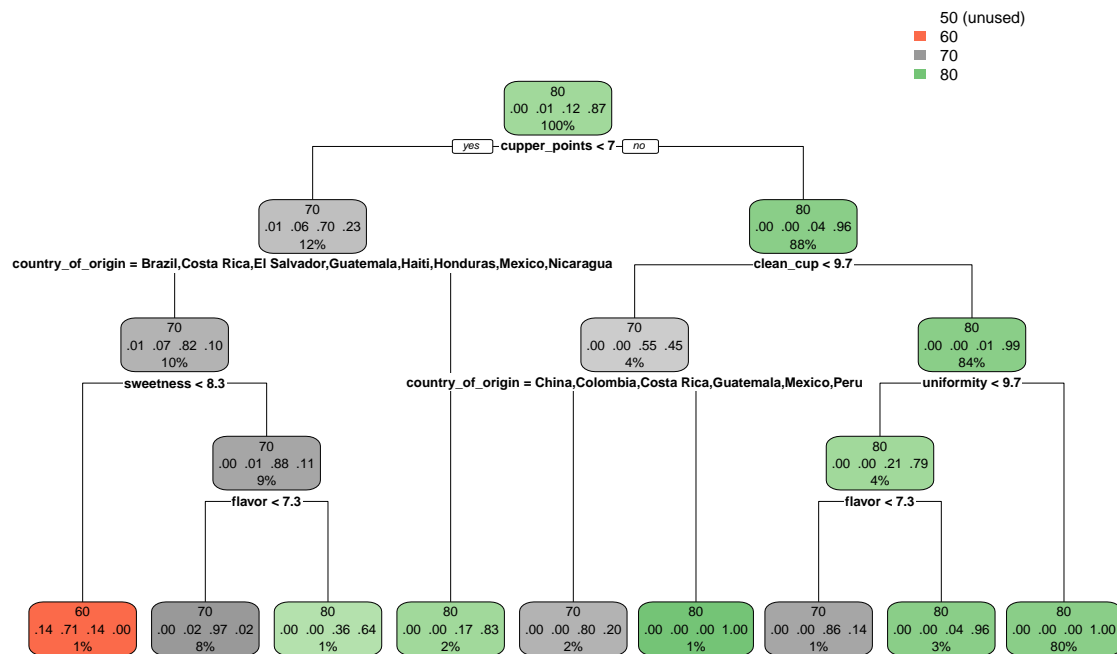 50 (unused)
60
70
80
80
.00 .01 .12 .87
100%
yes cupper_points < 7 no
70
.01 .06 .70 .23
12%
80
.00 .00 .04 .96
88%
country_of_origin = Brazil,Costa Rica,El Salvador,Guatemala,Haiti,Honduras,Mexico,Nicaragua
clean_cup < 9.7
70
.01 .07 .82 .10
10%
70
.00 .00 .55 .45
4%
80
.00 .00 .01 .99
84%
sweetness < 8.3
country_of_origin = China,Colombia,Costa Rica,Guatemala,Mexico,Peru
uniformity < 9.7
70
.00 .01 .88 .11
9%
80
.00 .00 .21 .79
4%
flavor < 7.3
flavor < 7.3
60
.14 .71 .14 .00
1%
70
.00 .02 .97 .02
8%
80
.00 .00 .36 .64
1%
80
.00 .00 .17 .83
2%
70
.00 .00 .80 .20
2%
80
.00 .00 .00 1.00
1%
70
.00 .00 .86 .14
1%
80
.00 .00 .04 .96
3%
80
.00 .00 .00 1.00
80%